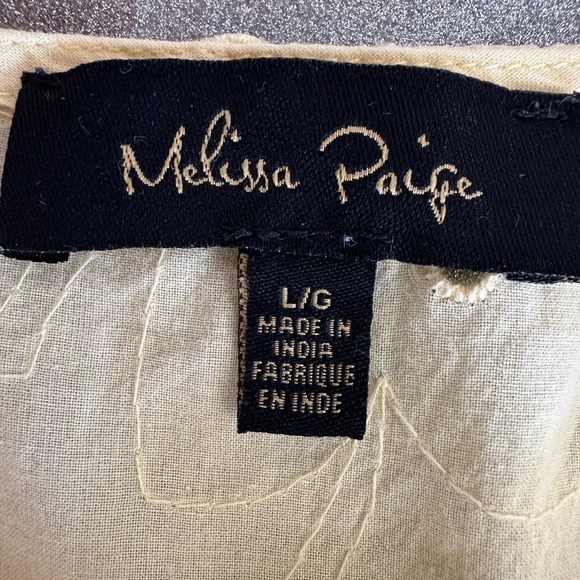 Melissa Paige
L/G
MADE IN
INDIA
FABRIQUE
EN INDE